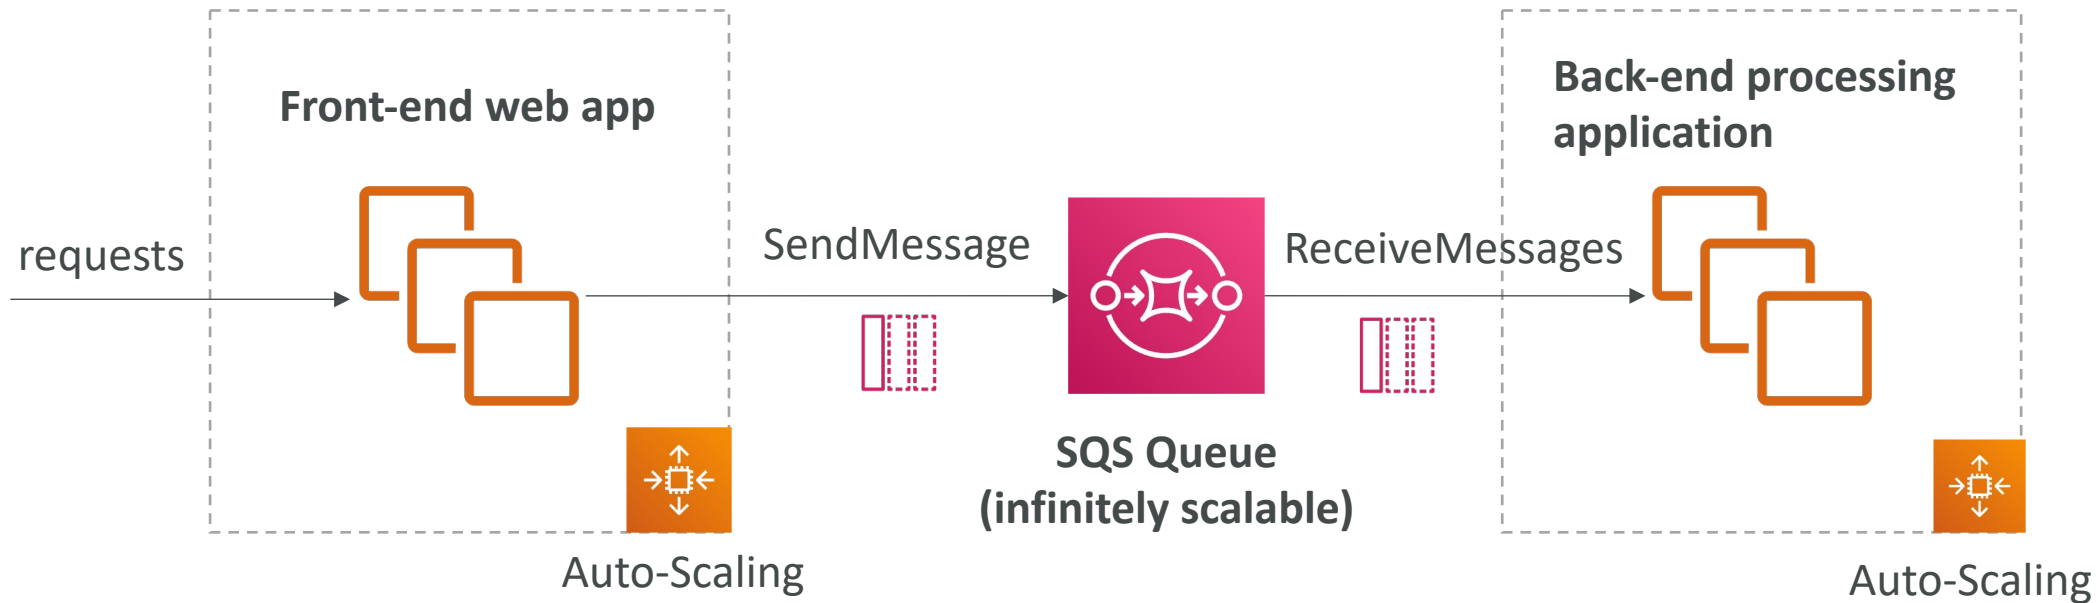 requests
Front-end web app
Auto-Scaling
SendMessage
SQS Queue
(infinitely scalable)
ReceiveMessages
Back-end processing
application
Auto-Scaling